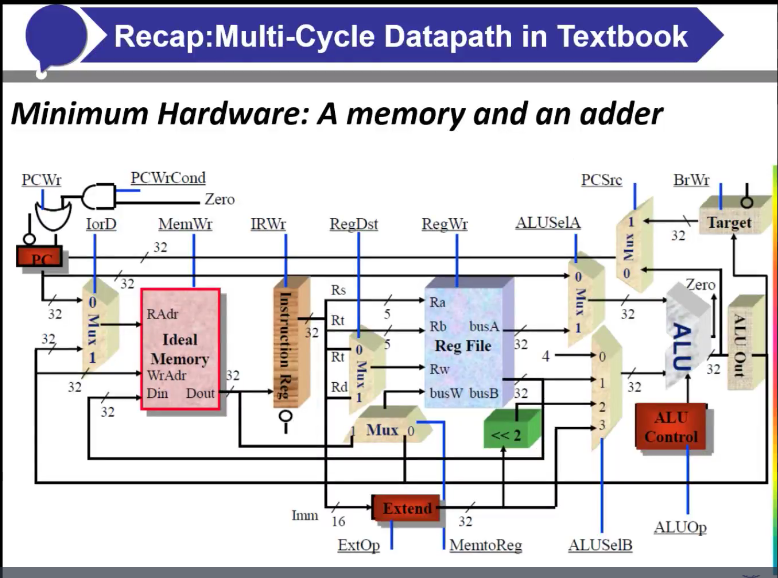 Recap:Multi-Cycle Datapath in Textbook
Minimum Hardware: A memory and an adder
PCWr
PCWrCond
Zero
PCSrc
BrWr
IorD
MemWr
IRWr
RegDst
RegWr
ALUSelA
1
Mux
0
32
Target
PC
32
32
32
0
Mux
1
32
32
32
RAdr
Ideal
Memory
WrAdr
Din
Dout
32
Instruction Reg
32
Rs
Rt
Rt
Rd
5
5
0
Mux
1
Ra
Rb
busA
Reg File
Rw
busW
busB
32
32
1
Mux
0
0
Mux
1
32
4
0
1
2
3
32
<< 2
Zero
ALU
32
ALU Out
ALU
Control
Imm
16
Extend
32
ExtOp
MemtoReg
ALUSelB
ALUOp